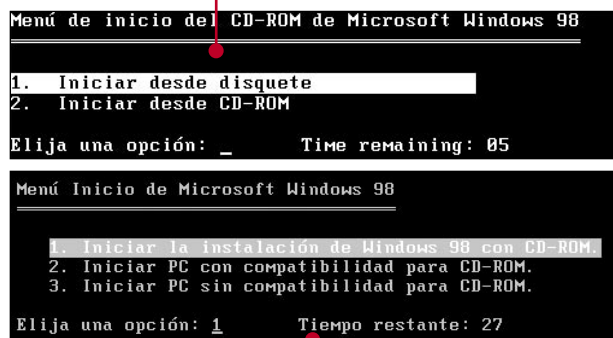 Menú de inicio del CD-ROM de Microsoft Windows 98
1. Iniciar desde disquete
2. Iniciar desde CD-ROM
Elija una opción: _ Time remaining: 05
Menú Inicio de Microsoft Windows 98
1. Iniciar la instalación de Windows 98 con CD-ROM.
2. Iniciar PC con compatibilidad para CD-ROM.
3. Iniciar PC sin compatibilidad para CD-ROM.
Elija una opción: 1 Tiempo restante: 27